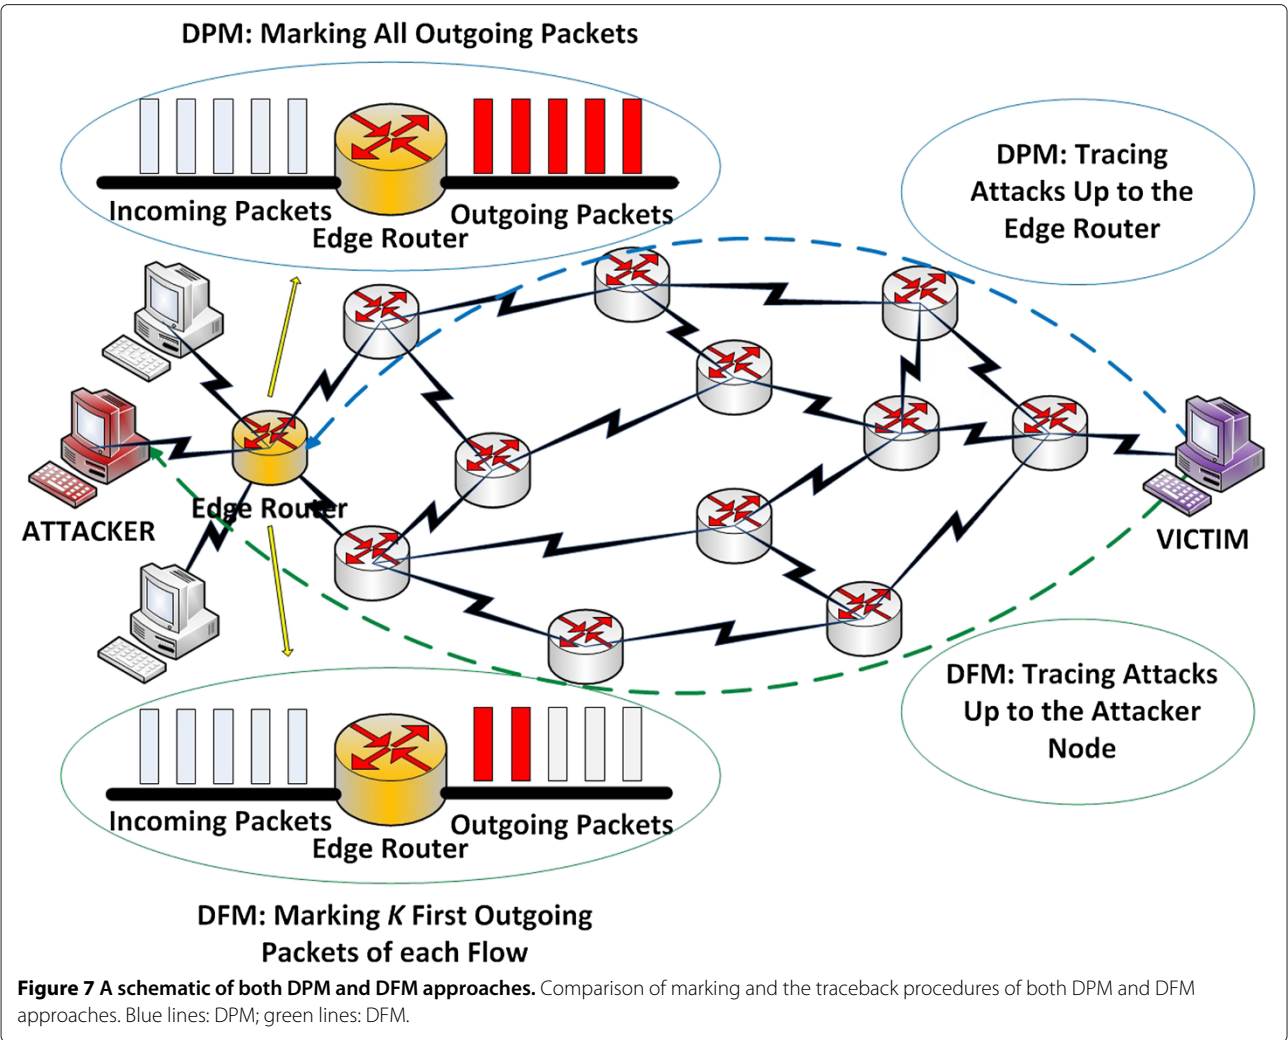 DPM: Marking All Outgoing Packets
Incoming Packets
Edge Router
Outgoing Packets
DPM: Tracing
Attacks Up to the
Edge Router
Edge Router
ATTACKER
VICTIM
DFM: Tracing Attacks
Up to the Attacker
Node
Incoming Packets
Edge Router
Outgoing Packets
DFM: Marking K First Outgoing
Packets of each Flow
Figure 7 A schematic of both DPM and DFM approaches. Comparison of marking and the traceback procedures of both DPM and DFM
approaches. Blue lines: DPM; green lines: DFM.